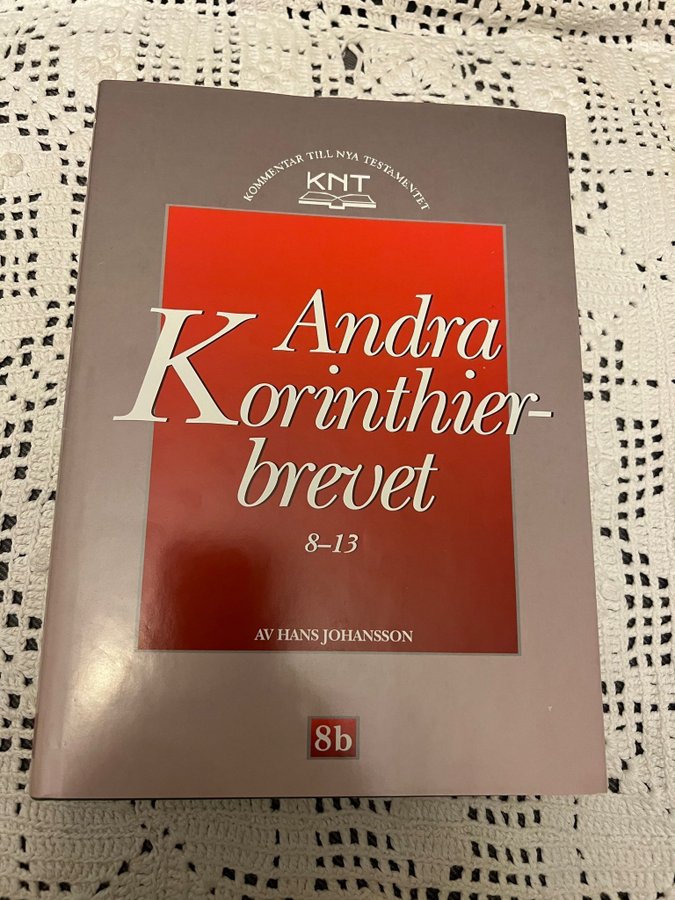 KOMMENTAR TILL NYA TESTAMENTET
KNT
Andra
Korinthier-
brevet
8–13
AV HANS JOHANSSON
8b